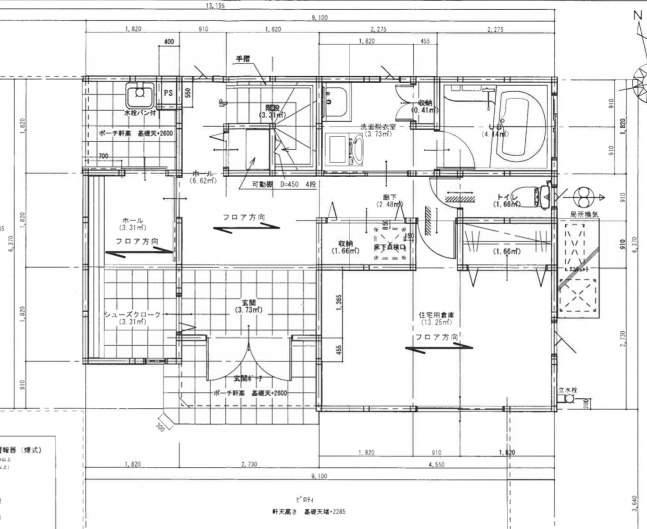 13,195
9,100
1,820
910
2,275
2,275
1,820
455
400
手摺
N
PS
550
水栓パン付
ポーチ軒高 基礎天+2600
階段
(3.31㎡)
収納
(0.41㎡)
洗面脱衣室
(3.73㎡)
910
1,820
910
1,820
700
ホール
(6.62㎡)
可動棚 D=450 4段
廊下
(2.48㎡)
トイレ
(1.66㎡)
910
局所換気
ホール
(3.31㎡)
フロア方向
フロア方向
収納
(1.66㎡)
床下点検口
(1.66㎡)
910
1,820
6,370
6,370
シューズクローク
(3.31㎡)
玄関
(3.73㎡)
1,365
住宅用倉庫
(13.25㎡)
フロア方向
1,820
2,730
455
玄関ポーチ
ポーチ軒高 基礎天+2600
立水栓
200
910
300
報器 (煙式)
1,820
910
1,820
1,820
2,730
4,550
9,100
ピロティ
軒天高さ 基礎天端+2285
3,640